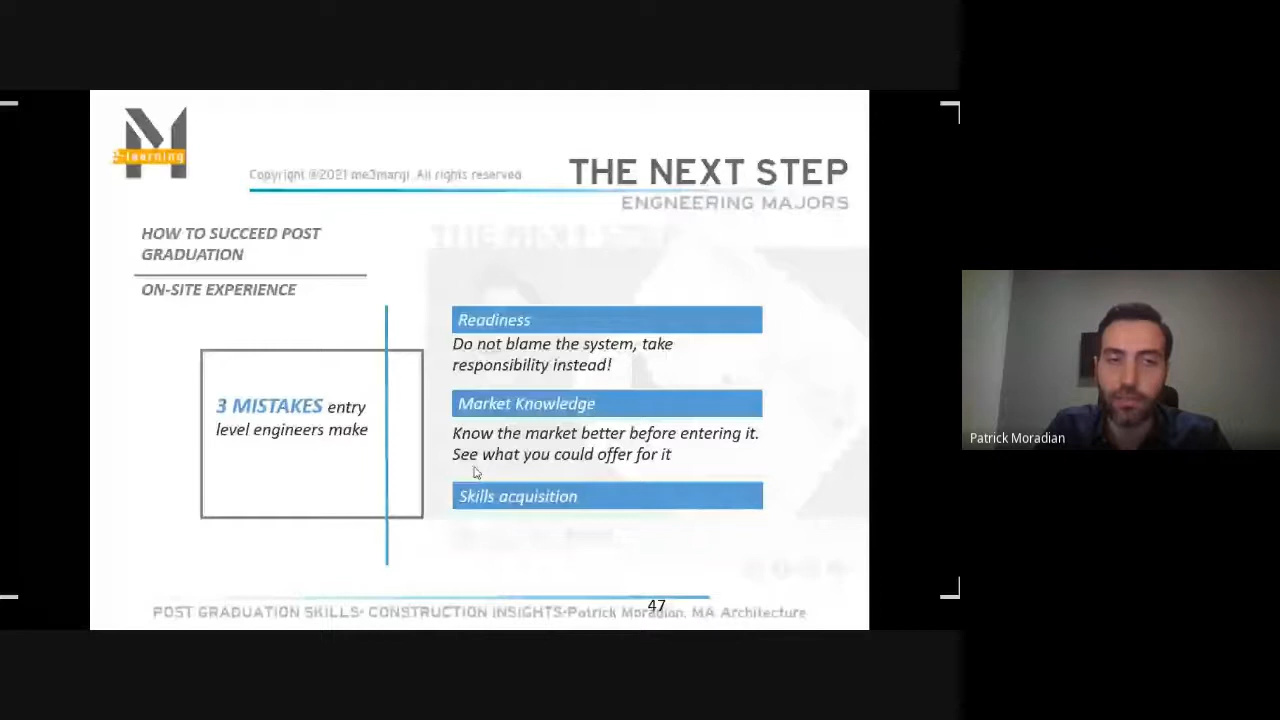 e-learning
Copyright @2021 me3marji. All rights reserved
THE NEXT STEP
ENGNEERING MAJORS
HOW TO SUCCEED POST
GRADUATION
ON-SITE EXPERIENCE
3 MISTAKES entry
level engineers make
Readiness
Do not blame the system, take
responsibility instead!
Market Knowledge
Know the market better before entering it.
See what you could offer for it
Skills acquisition
47
POST GRADUATION SKILLS- CONSTRUCTION INSIGHTS-Patrick Moradian. MA Architecture
Patrick Moradian